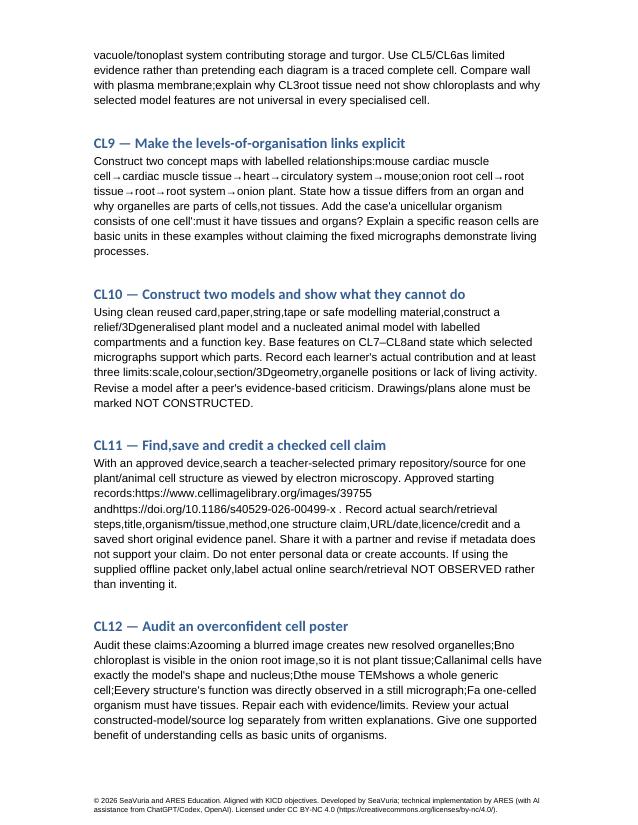 vacuole/tonoplast system contributing storage and turgor. Use CL5/CL6as limited
evidence rather than pretending each diagram is a traced complete cell. Compare wall
with plasma membrane;explain why CL3root tissue need not show chloroplasts and why
selected model features are not universal in every specialised cell.
CL9 — Make the levels-of-organisation links explicit
Construct two concept maps with labelled relationships:mouse cardiac muscle
cell→cardiac muscle tissue→heart→circulatory system→mouse;onion root cell→root
tissue→root→root system→onion plant. State how a tissue differs from an organ and
why organelles are parts of cells,not tissues. Add the case'a unicellular organism
consists of one cell':must it have tissues and organs? Explain a specific reason cells are
basic units in these examples without claiming the fixed micrographs demonstrate living
processes.
CL10 — Construct two models and show what they cannot do
Using clean reused card,paper,string,tape or safe modelling material,construct a
relief/3Dgeneralised plant model and a nucleated animal model with labelled
compartments and a function key. Base features on CL7–CL8and state which selected
micrographs support which parts. Record each learner's actual contribution and at least
three limits:scale,colour,section/3Dgeometry,organelle positions or lack of living activity.
Revise a model after a peer's evidence-based criticism. Drawings/plans alone must be
marked NOT CONSTRUCTED.
CL11 — Find,save and credit a checked cell claim
With an approved device,search a teacher-selected primary repository/source for one
plant/animal cell structure as viewed by electron microscopy. Approved starting
records:https://www.cellimagelibrary.org/images/39755
andhttps://doi.org/10.1186/s40529-026-00499-x . Record actual search/retrieval
steps,title,organism/tissue,method,one structure claim,URL/date,licence/credit and a
saved short original evidence panel. Share it with a partner and revise if metadata does
not support your claim. Do not enter personal data or create accounts. If using the
supplied offline packet only,label actual online search/retrieval NOT OBSERVED rather
than inventing it.
CL12 — Audit an overconfident cell poster
Audit these claims:Azooming a blurred image creates new resolved organelles;Bno
chloroplast is visible in the onion root image,so it is not plant tissue;Callanimal cells have
exactly the model's shape and nucleus;Dthe mouse TEMshows a whole generic
cell;Eevery structure's function was directly observed in a still micrograph;Fa one-celled
organism must have tissues. Repair each with evidence/limits. Review your actual
constructed-model/source log separately from written explanations. Give one supported
benefit of understanding cells as basic units of organisms.
© 2026 SeaVuria and ARES Education. Aligned with KICD objectives. Developed by SeaVuria; technical implementation by ARES (with AI
assistance from ChatGPT/Codex, OpenAI). Licensed under CC BY-NC 4.0 (https://creativecommons.org/licenses/by-nc/4.0/).